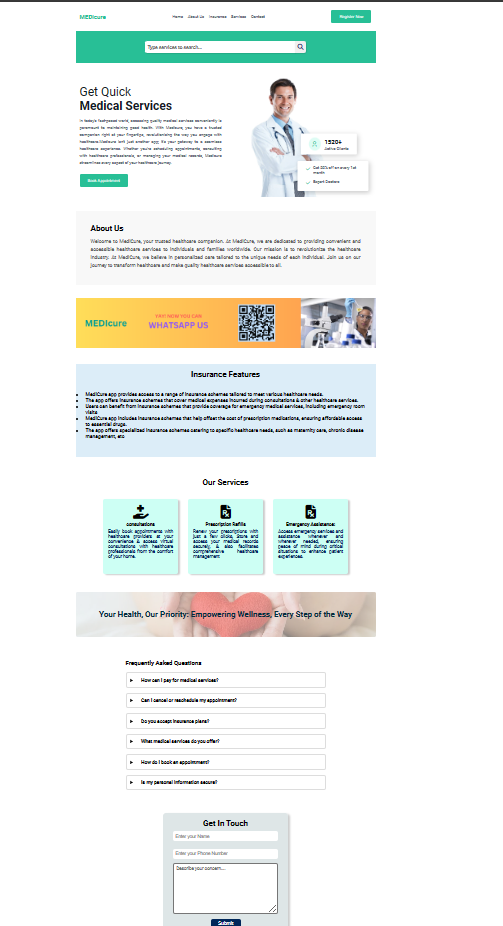 MEDIcure
Home About Us Insurance Services Contact
Register Now
Type services to search...
Get Quick
Medical Services
In today's fast-paced world, accessing quality medical services conveniently is
paramount to maintaining good health. With Medicure, you have a trusted
companion right at your fingertips, revolutionizing the way you engage with
healthcare.Medicure isn't just another app; it's your gateway to a seamless
healthcare experience. Whether you're scheduling appointments, consulting
with healthcare professionals, or managing your medical records, Medicure
streamlines every aspect of your healthcare journey.
Book Appointment
1520+
Active Clients
Get 20% off on every 1st
month
Expert Doctors
About Us
Welcome to MediCure, your trusted healthcare companion. At MediCure, we are dedicated to providing convenient and
accessible healthcare services to individuals and families worldwide. Our mission is to revolutionize the healthcare
industry. At MediCure, we believe in personalized care tailored to the unique needs of each individual. Join us on our
journey to transform healthcare and make quality healthcare services accessible to all.
MEDIcure
YAY! NOW YOU CAN
WHATSAPP US
Insurance Features
MediCure app provides access to a range of insurance schemes tailored to meet various healthcare needs.
The app offers insurance schemes that cover medical expenses incurred during consultations & other healthcare services.
Users can benefit from insurance schemes that provide coverage for emergency medical services, including emergency room
visits
MediCure app includes insurance schemes that help offset the cost of prescription medications, ensuring affordable access
to essential drugs.
The app offers specialized insurance schemes catering to specific healthcare needs, such as maternity care, chronic disease
management, etc
Our Services
consultations
Easily book appointments with
healthcare providers at your
convenience & access virtual
consultations with healthcare
professionals from the comfort
of your home.
Prescription Refills
Renew your prescriptions with
just a few clicks, Store and
access your medical records
securely, & also facilitates
comprehensive healthcare
management
Emergency Assistance:
Access emergency services and
assistance whenever and
wherever needed, ensuring
peace of mind during critical
situations to enhance patient
experiences.
Your Health, Our Priority: Empowering Wellness, Every Step of the Way
Frequently Asked Questions
How can I pay for medical services?
Can I cancel or reschedule my appointment?
Do you accept insurance plans?
What medical services do you offer?
How do I book an appointment?
Is my personal information secure?
Get In Touch
Enter your Name
Enter your Phone Number
Describe your concern...
Submit